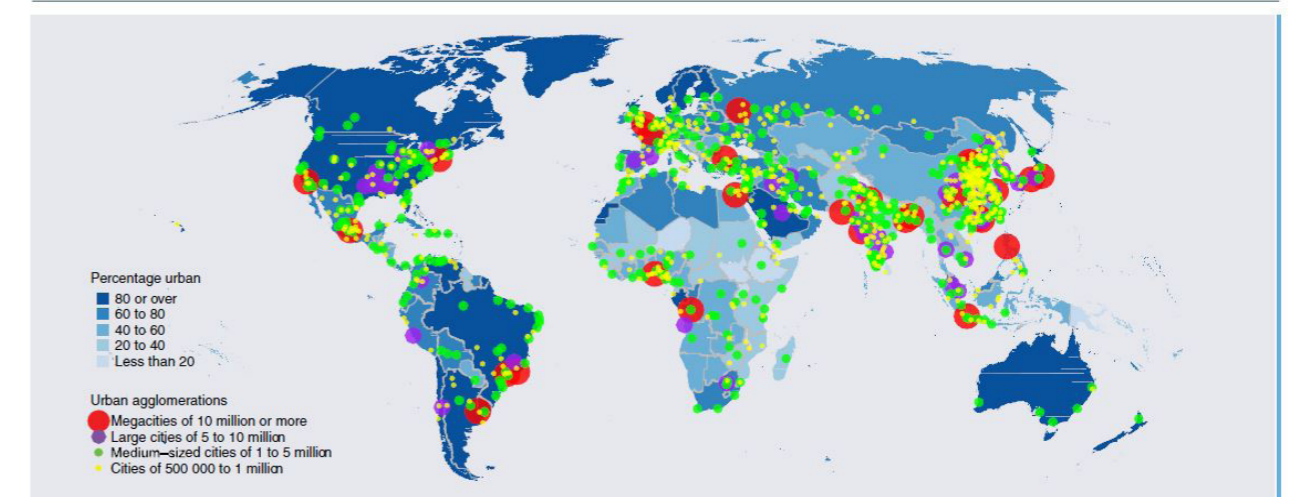 Percentage urban
80 or over
60 to 80
40 to 60
20 to 40
Less than 20
Urban agglomerations
Megacities of 10 million or more
Large cities of 5 to 10 million
Medium–sized cities of 1 to 5 million
Cities of 500 000 to 1 million